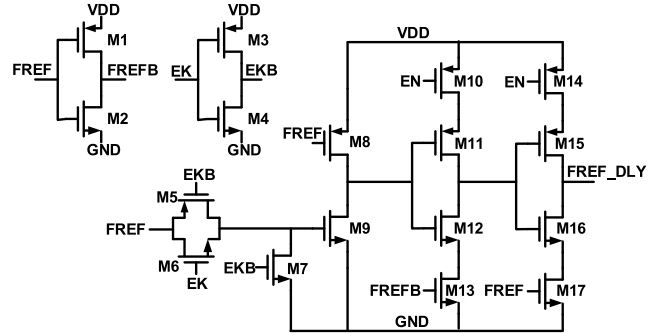 VDD
M1
FREF
FREFB
M2
GND
VDD
M3
EK
EKB
M4
GND
VDD
EN
M10
EN
M14
FREF
M8
M11
M15
FREF_DLY
EKB
M5
FREF
M9
M12
M16
M6
EK
EKB
M7
FREFB
M13
FREF
M17
GND